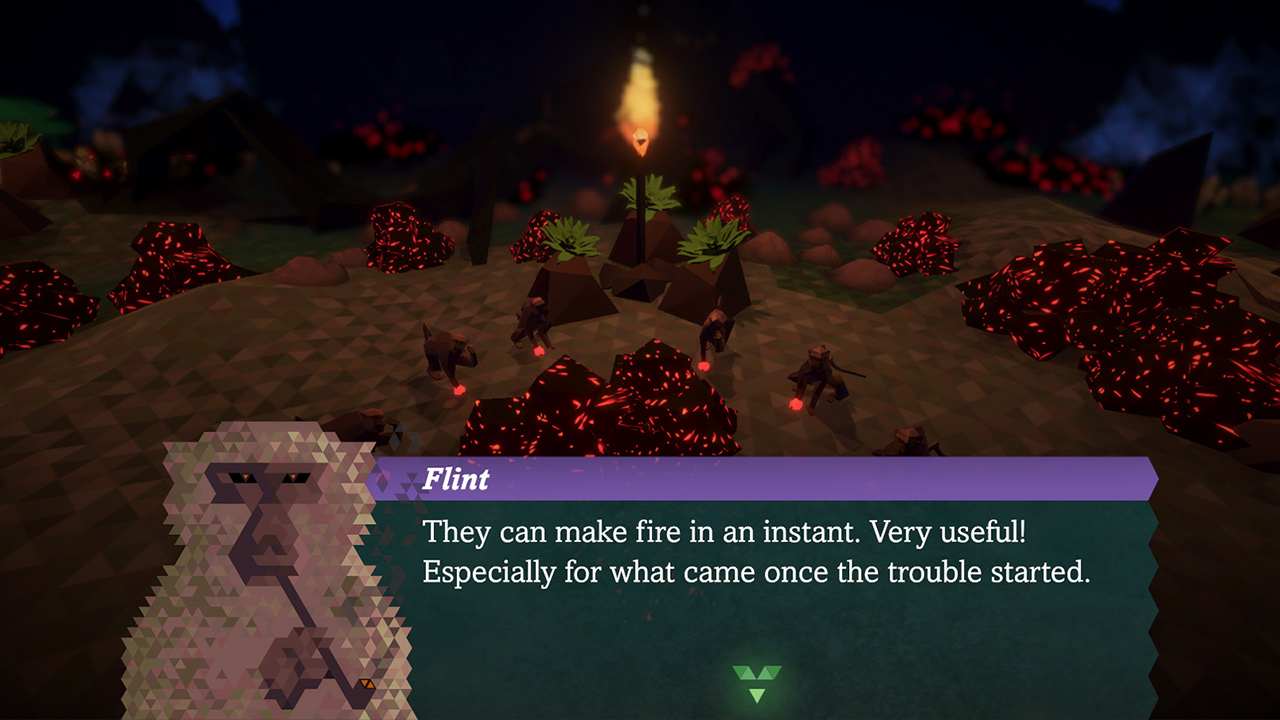 Flint
They can make fire in an instant. Very useful!
Especially for what came once the trouble started.